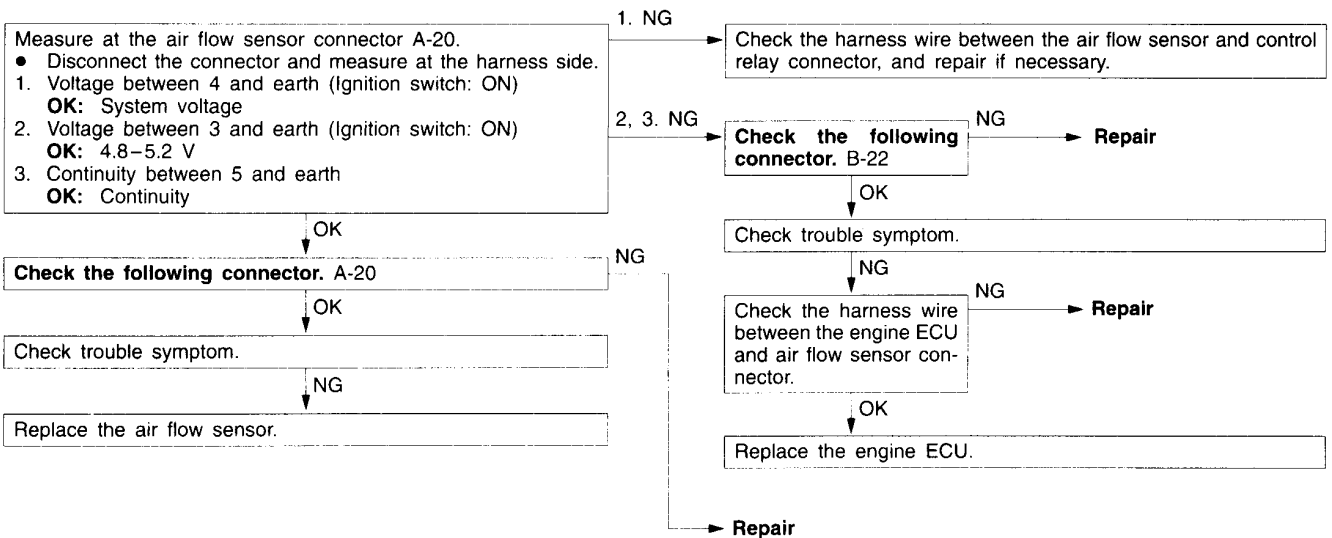 Measure at the air flow sensor connector A-20.
● Disconnect the connector and measure at the harness side.
1. Voltage between 4 and earth (Ignition switch: ON)
OK: System voltage
2. Voltage between 3 and earth (Ignition switch: ON)
OK: 4.8–5.2 V
3. Continuity between 5 and earth
OK: Continuity
1. NG
Check the harness wire between the air flow sensor and control
relay connector, and repair if necessary.
2, 3. NG
Check the following
connector. B-22
NG
Repair
OK
Check trouble symptom.
NG
Check the harness wire
between the engine ECU
and air flow sensor con-
nector.
NG
Repair
OK
Replace the engine ECU.
OK
Check the following connector. A-20
NG
Repair
OK
Check trouble symptom.
NG
Replace the air flow sensor.